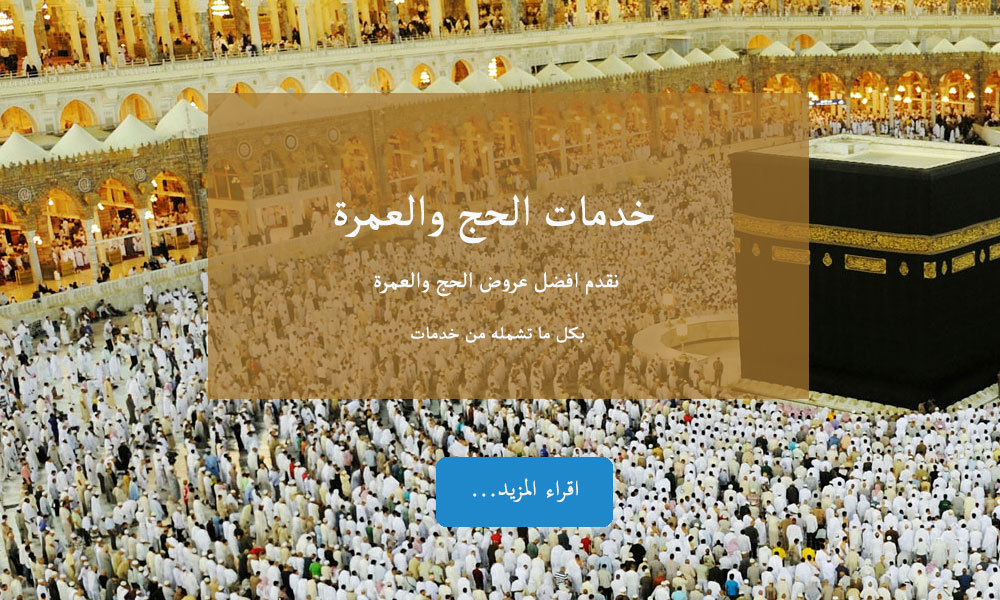 خدمات الحج والعمرة
نقدم افضل عروض الحج والعمرة
بكل ما تشمله من خدمات
اقراء المزيد...